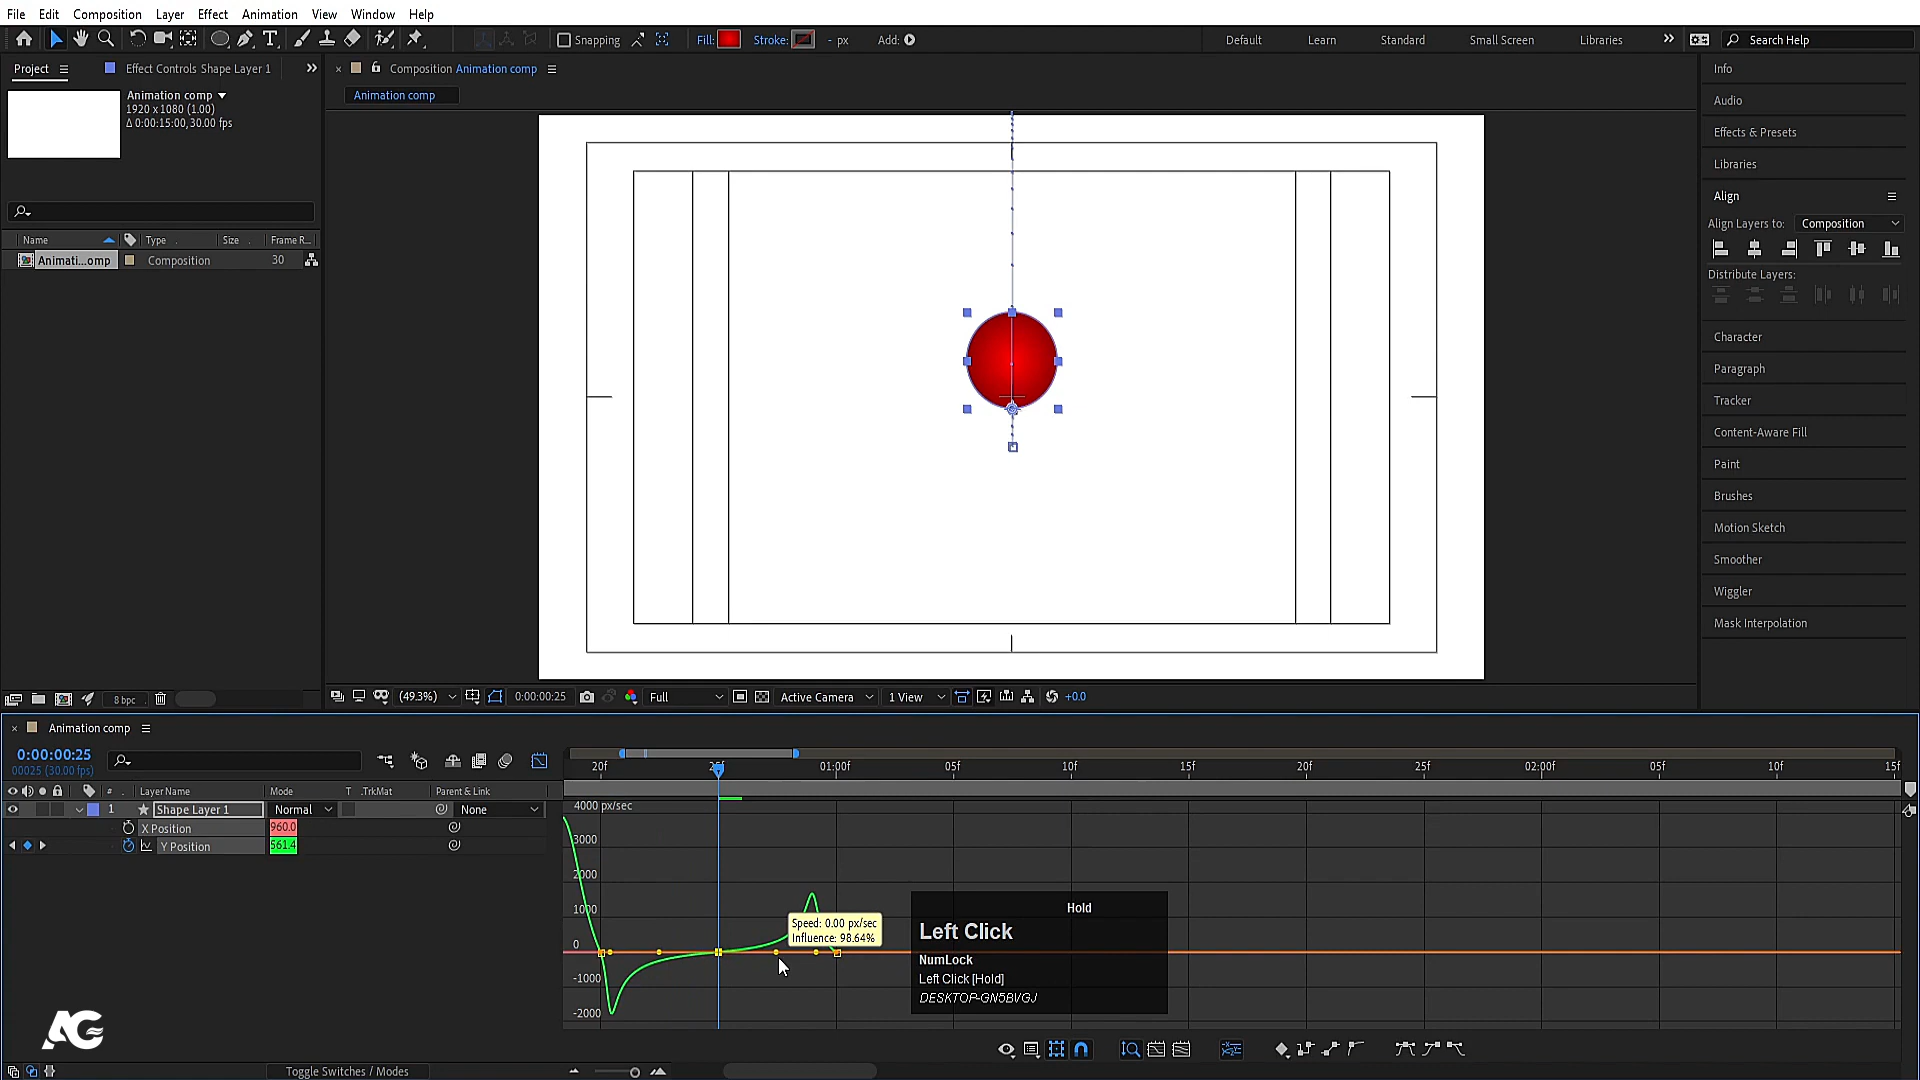 File Edit Composition Layer Effect Animation View Window Help
Snapping Fill: Stroke: - px Add: Default Learn Standard Small Screen Libraries Search Help
Project Effect Controls Shape Layer 1 Composition Animation comp Info
Animation comp
Animation comp
1920 x 1080 (1.00)
Δ 0:00:15:00,30.00 fps
Audio
Effects & Presets
Libraries
Align
Align Layers to: Composition
Distribute Layers:
Name Type Size Frame R...
Animati...omp Composition 30
Character
Paragraph
Tracker
Content-Aware Fill
Paint
Brushes
Motion Sketch
Smoother
Wiggler
Mask Interpolation
8 bpc (49.3%) 0:00:00:25 Full Active Camera 1 View +0.0
Animation comp
0:00:00:25
00025 (30.00 fps)
20f 01:00f 05f 10f 15f 20f 25f 02:00f 05f 10f 15f
# Layer Name Mode T .TrkMat Parent & Link
1 Shape Layer 1 Normal None
X Position 960.0
Y Position 561.4
4000 px/sec
3000
2000
1000
0
-1000
-2000
Speed: 0.00 px/sec
Influence: 98.64%
Hold
Left Click
NumLock
Left Click [Hold]
DESKTOP-GN5BVGJ
AG
Toggle Switches / Modes